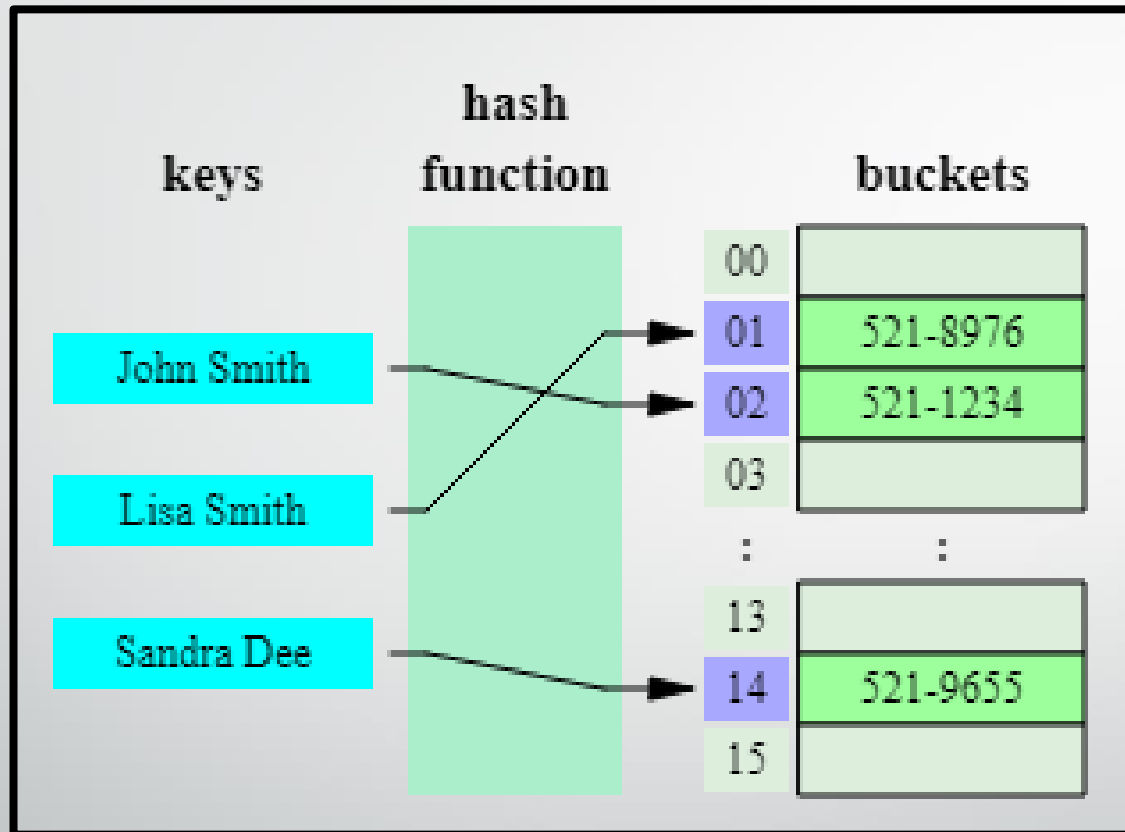 hash
keys function buckets
00
01 521-8976
John Smith
02 521-1234
03
Lisa Smith
: :
13
Sandra Dee
14 521-9655
15